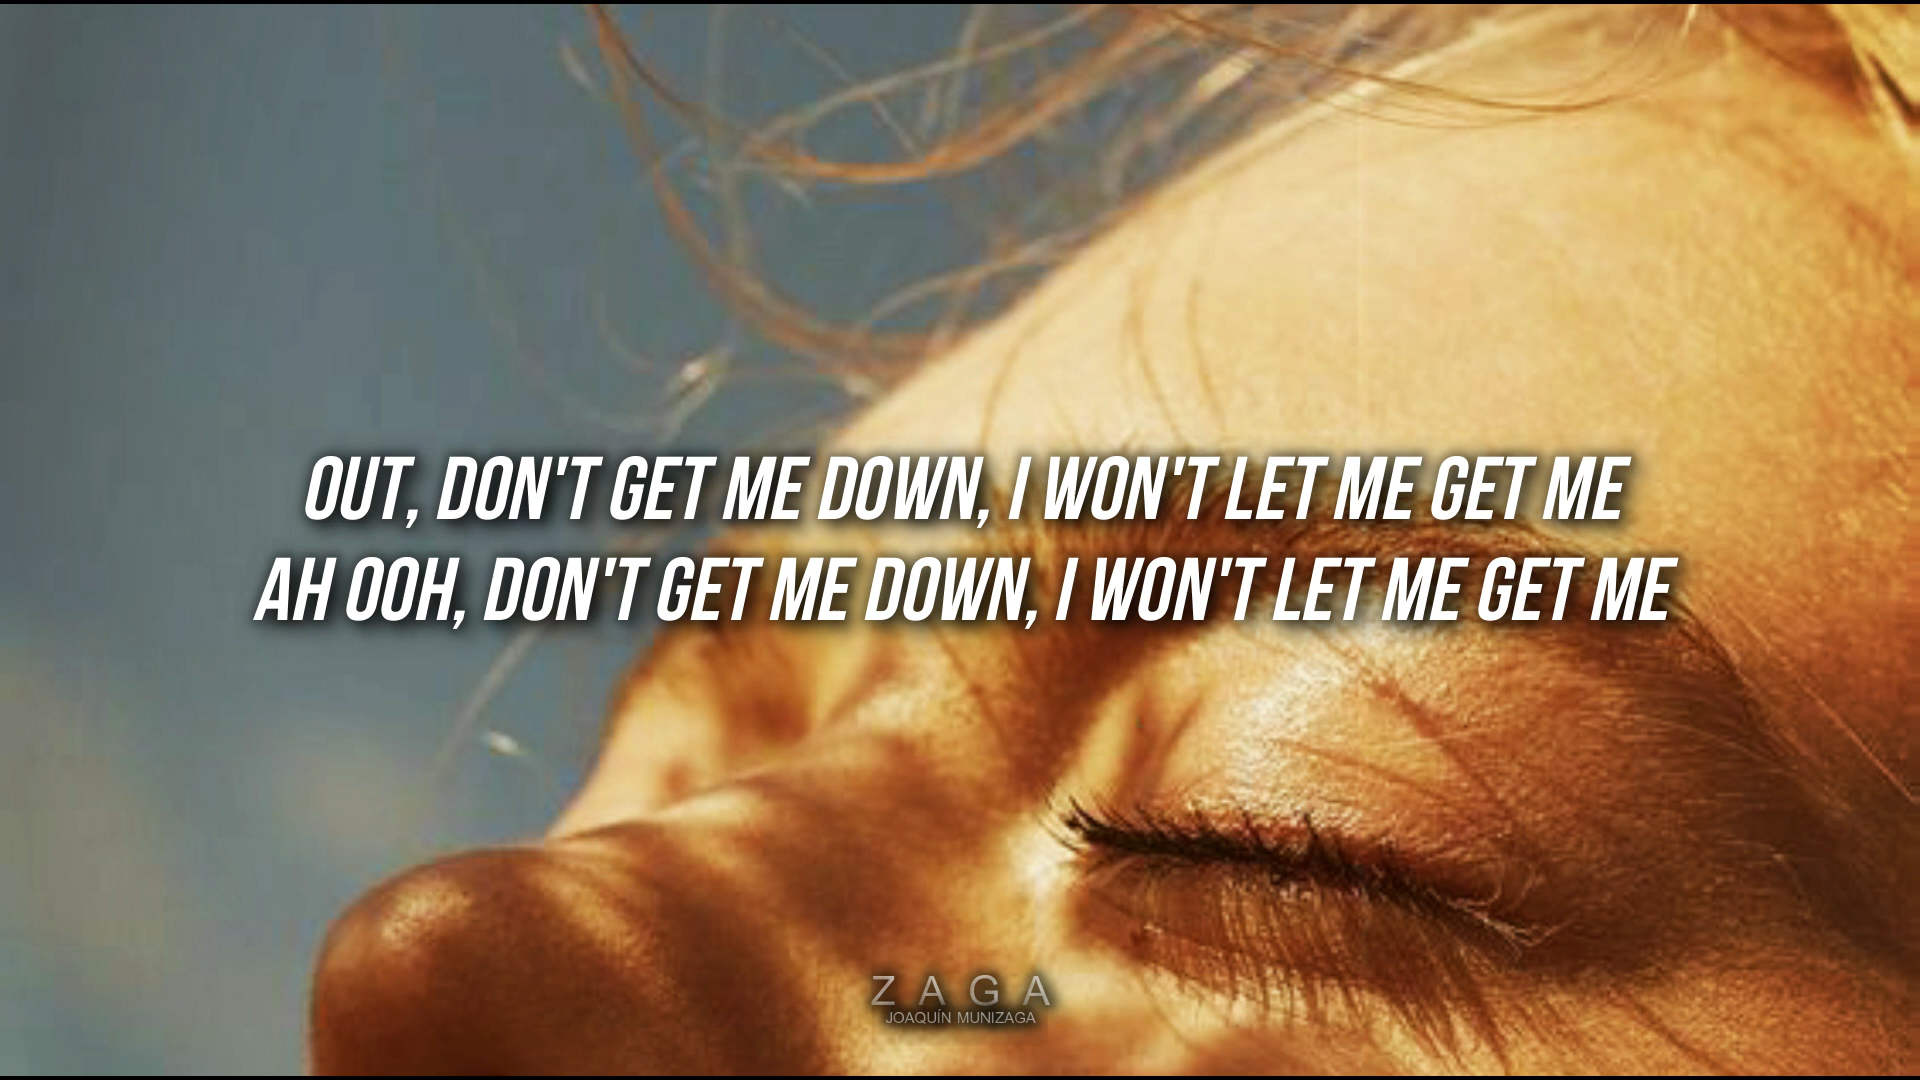 OUT, DON'T GET ME DOWN, I WON'T LET ME GET ME
AH OOH, DON'T GET ME DOWN, I WON'T LET ME GET ME
ZAGA
JOAQUÍN MUNIZAGA